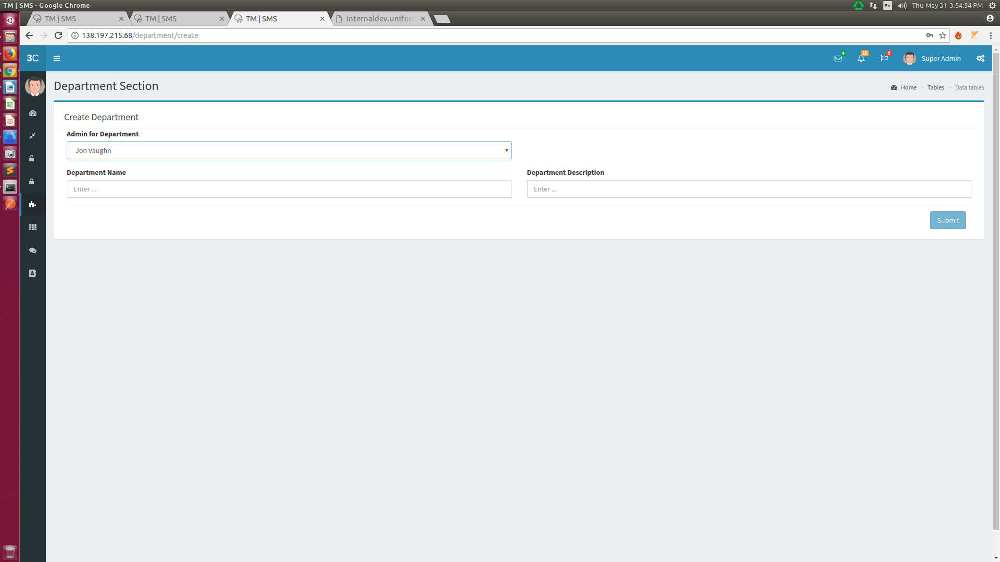 TM | SMS - Google Chrome
En
Thu May 31 3:54:54 PM
TM | SMS
TM | SMS
TM | SMS
internaldev.uniform
138.197.215.68/department/create
3C
4
10
9
Super Admin
Department Section
Home > Tables > Data tables
Create Department
Admin for Department
Jon Vaughn
Department Name
Department Description
Enter ...
Enter ...
Submit